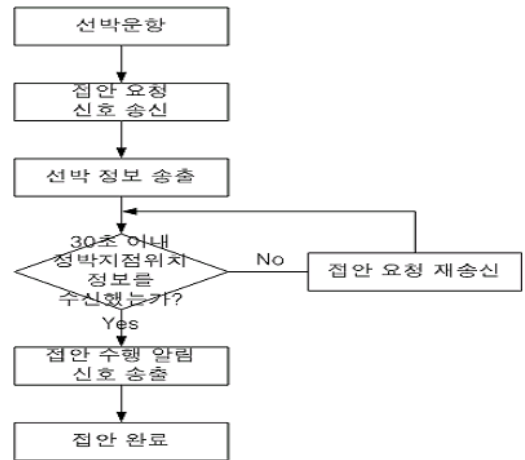 선박운항
접안 요청
신호 송신
선박 정보 송출
30초 이내
정박지점위치
정보를
수신했는가?
No
접안 요청 재송신
Yes
접안 수행 알림
신호 송출
접안 완료